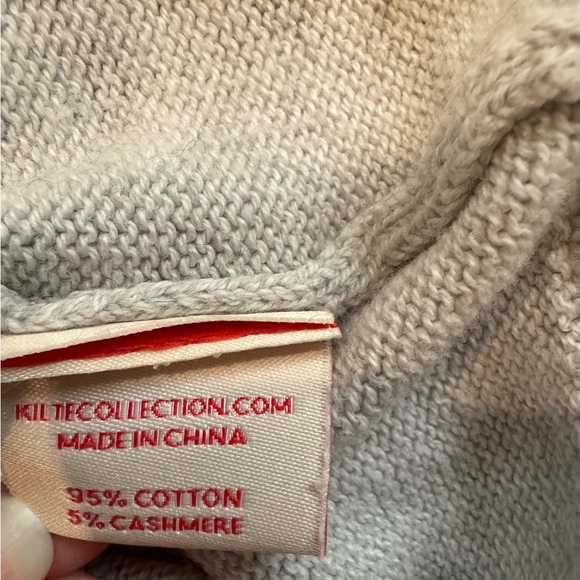 KILTECOLLECTION.COM
MADE IN CHINA
95% COTTON
5% CASHMERE